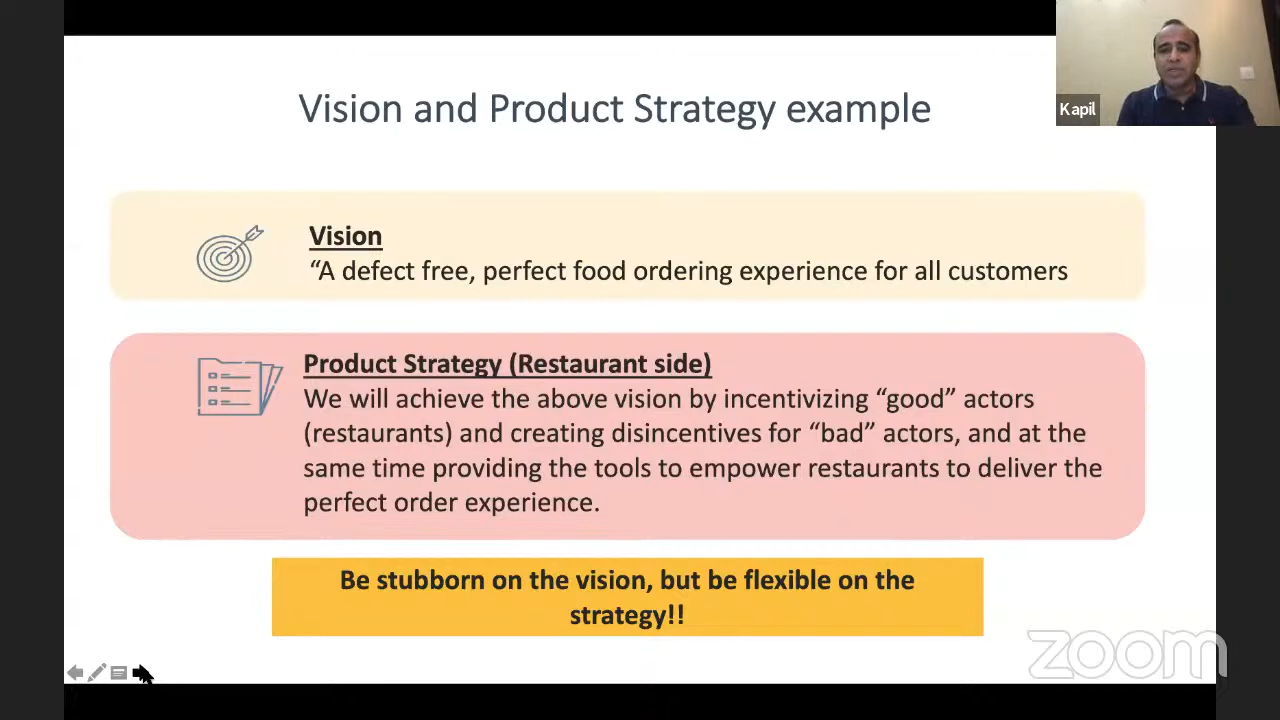 Vision and Product Strategy example
Kapil
Vision
“A defect free, perfect food ordering experience for all customers
Product Strategy (Restaurant side)
We will achieve the above vision by incentivizing “good” actors
(restaurants) and creating disincentives for “bad” actors, and at the
same time providing the tools to empower restaurants to deliver the
perfect order experience.
Be stubborn on the vision, but be flexible on the
strategy!!
zoom